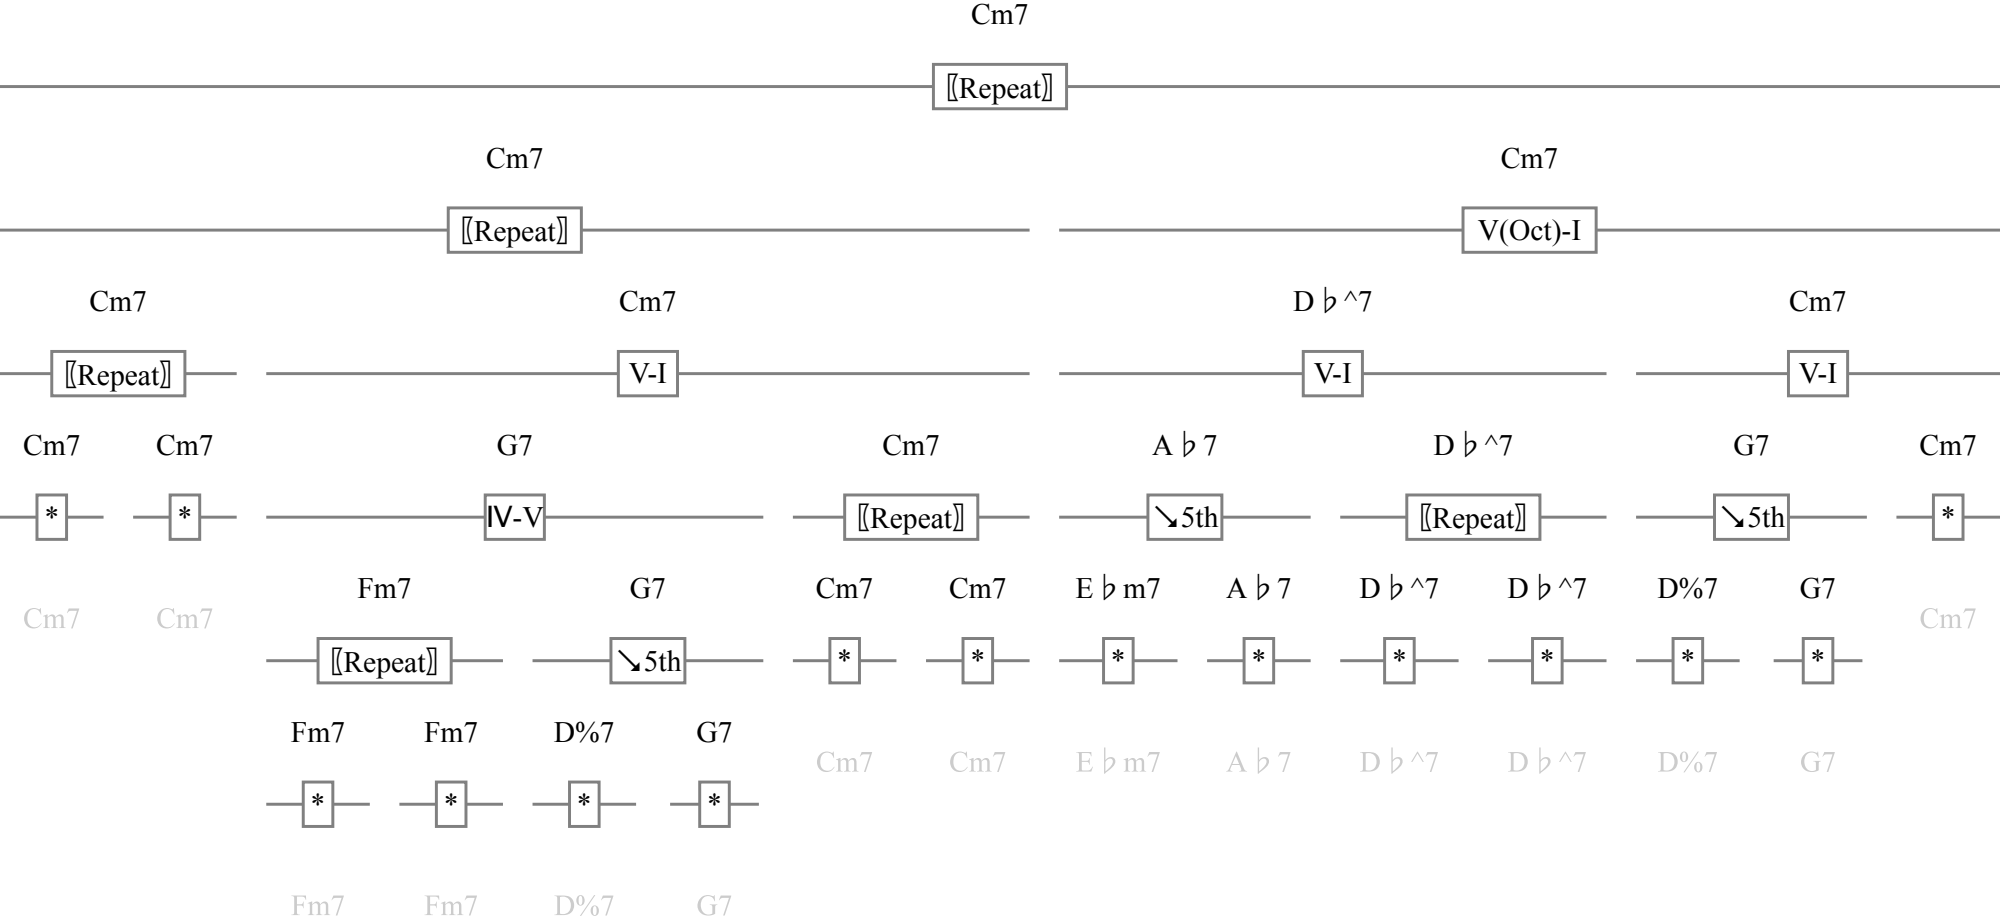 Cm7
〚Repeat〛
Cm7 Cm7
〚Repeat〛 V(Oct)-I
Cm7 Cm7 D♭^7 Cm7
〚Repeat〛 V-I V-I V-I
Cm7 Cm7 G7 Cm7 A♭7 D♭^7 G7 Cm7
* * Ⅳ-V 〚Repeat〛 ↘5th 〚Repeat〛 ↘5th *
Fm7 G7 Cm7 Cm7 E♭m7 A♭7 D♭^7 D♭^7 D%7 G7
Cm7 Cm7 Cm7
〚Repeat〛 ↘5th * * * * * * * *
Fm7 Fm7 D%7 G7
Cm7 Cm7 E♭m7 A♭7 D♭^7 D♭^7 D%7 G7
* * * *
Fm7 Fm7 D%7 G7